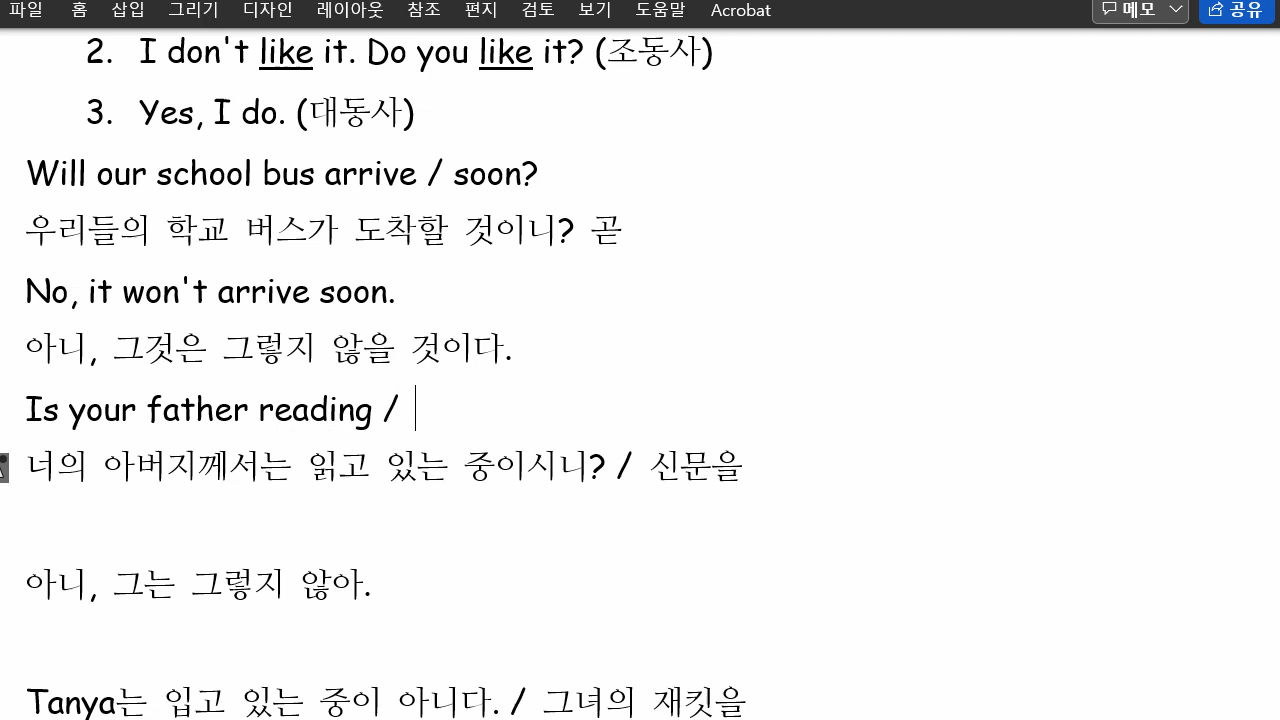 파일 홈 삽입 그리기 디자인 레이아웃 참조 편지 검토 보기 도움말 Acrobat 메모 공유
2. I don't like it. Do you like it? (조동사)
3. Yes, I do. (대동사)
Will our school bus arrive / soon?
우리들의 학교 버스가 도착할 것이니? 곧
No, it won't arrive soon.
아니, 그것은 그렇지 않을 것이다.
Is your father reading /
너의 아버지께서는 읽고 있는 중이시니? / 신문을
아니, 그는 그렇지 않아.
Tanya는 입고 있는 중이 아니다. / 그녀의 재킷을